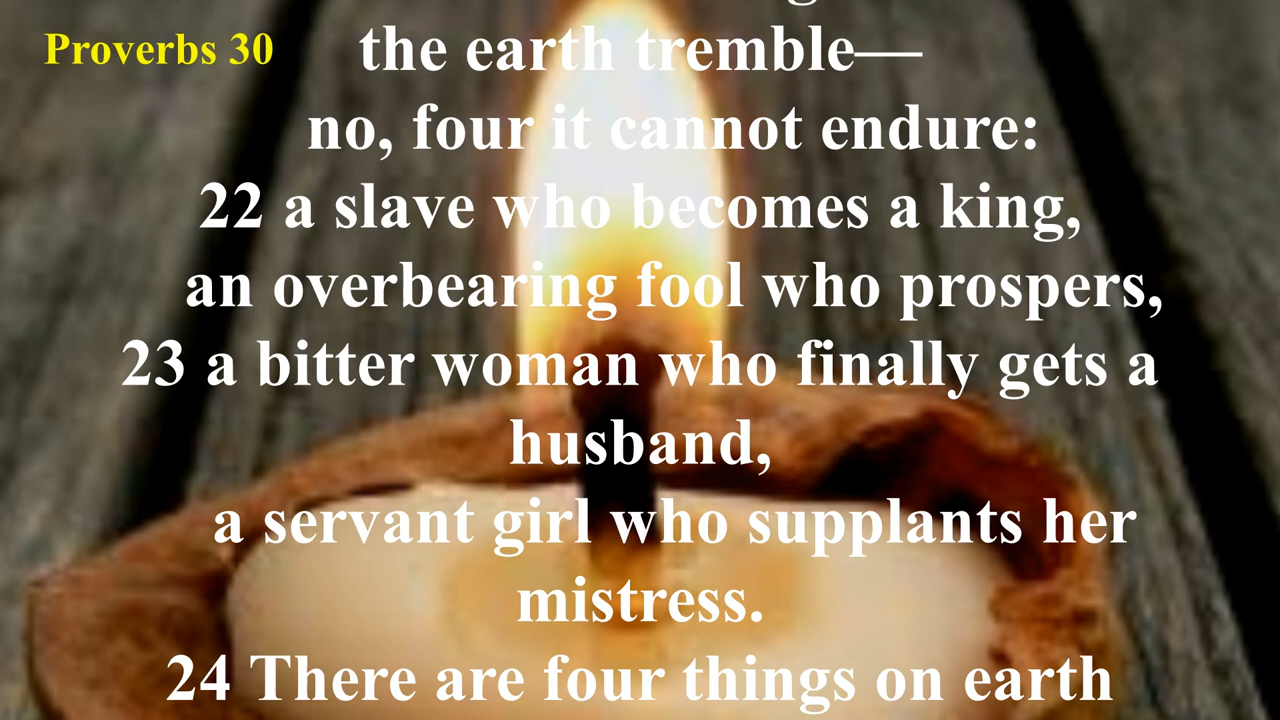 Proverbs 30
the earth tremble—
no, four it cannot endure:
22 a slave who becomes a king,
an overbearing fool who prospers,
23 a bitter woman who finally gets a
husband,
a servant girl who supplants her
mistress.
24 There are four things on earth